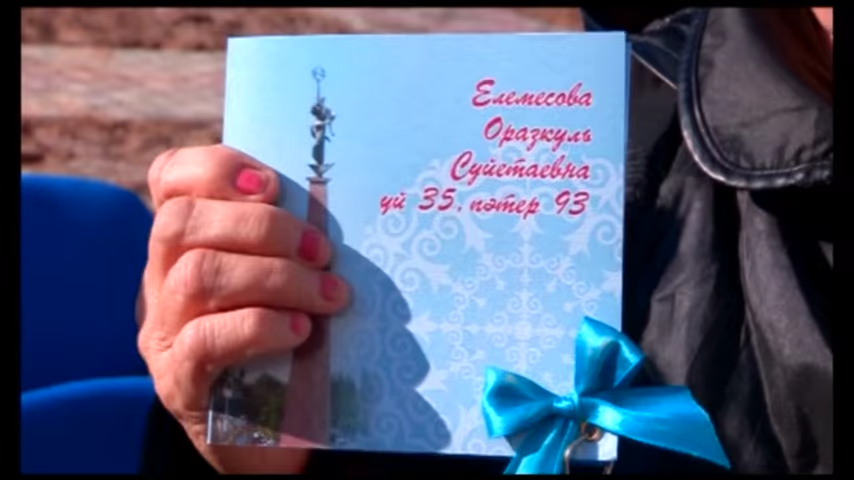 Елемесова
Оразкуль
Суйетаевна
үй 35, пәтер 93